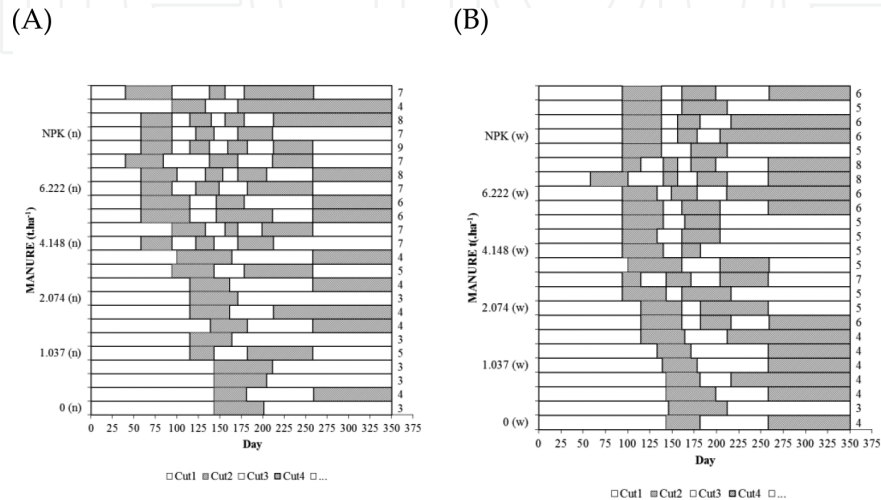 (A)
(B)
MANURE (t.ha-1)
NPK (n)
6.222 (n)
4.148 (n)
2.074 (n)
1.037 (n)
0 (n)
7
4
8
7
9
7
8
7
6
6
7
7
4
5
4
3
4
4
3
5
3
3
4
3
0 25 50 75 100 125 150 175 200 225 250 275 300 325 350 375
Day
Cut1 Cut2 Cut3 Cut4 ...
MANURE t(.ha-1)
NPK (w)
6.222 (w)
4.148 (w)
2.074 (w)
1.037 (w)
0 (w)
6
5
6
6
5
8
8
6
6
5
5
5
5
7
5
5
6
4
4
4
4
4
3
4
0 25 50 75 100 125 150 175 200 225 250 275 300 325 350 375
Day
Cut1 Cut2 Cut3 Cut4 ...